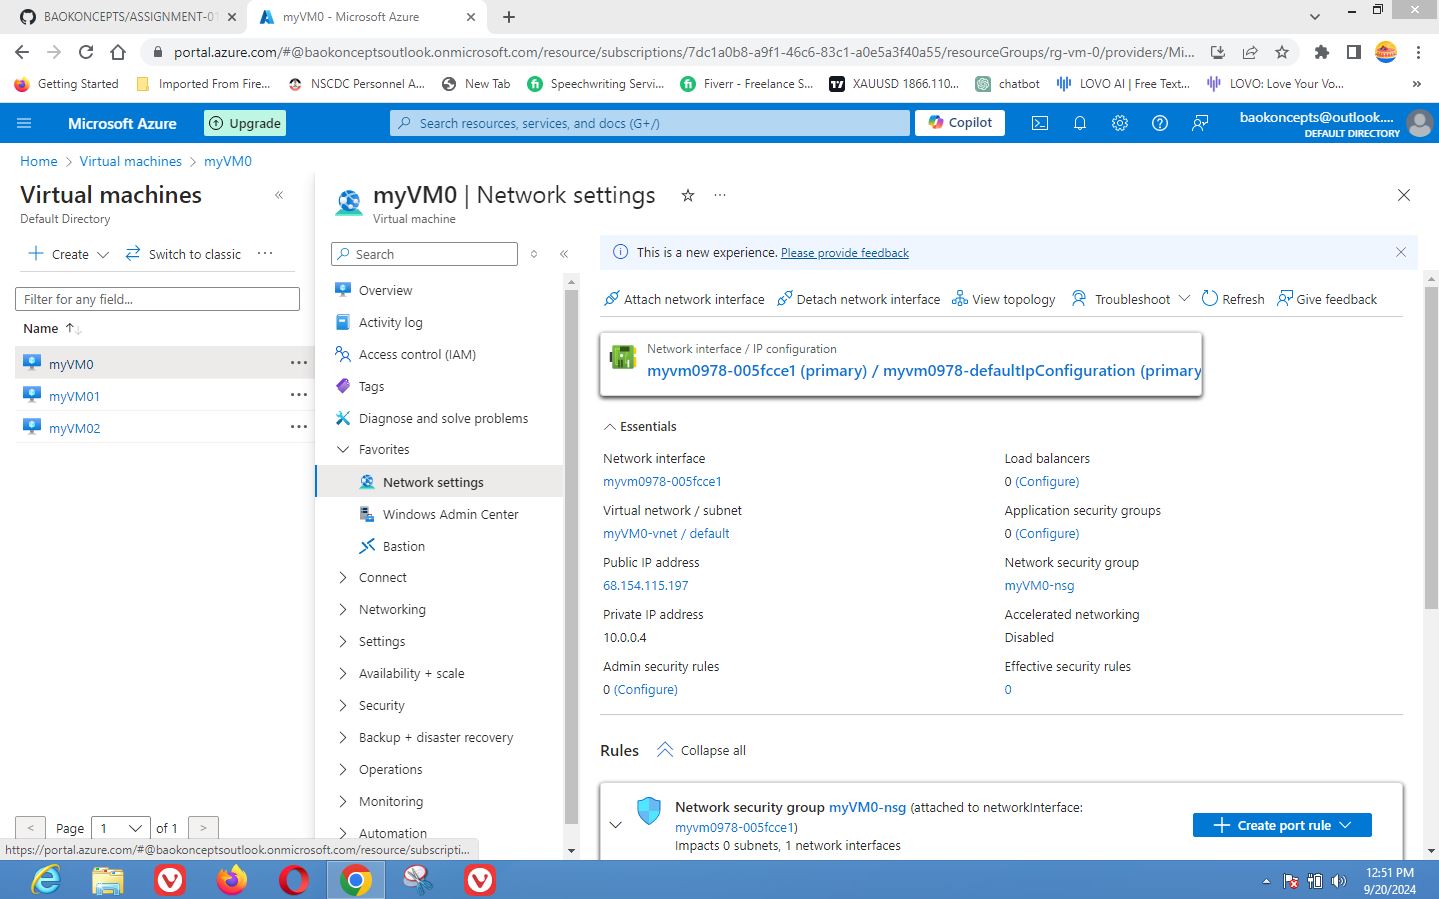 BAOKONCEPTS/ASSIGNMENT-01
myVM0 - Microsoft Azure
portal.azure.com/#@baokonceptsoutlook.onmicrosoft.com/resource/subscriptions/7dc1a0b8-a9f1-46c6-83c1-a0e5a3f40a55/resourceGroups/rg-vm-0/providers/Mi...
Getting Started
Imported From Fire...
NSCDC Personnel A...
New Tab
Speechwriting Servi...
Fiverr - Freelance S...
XAUUSD 1866.110...
chatbot
LOVO AI | Free Text...
LOVO: Love Your Vo...
»
Microsoft Azure
Upgrade
Search resources, services, and docs (G+/)
Copilot
baokoncepts@outlook....
DEFAULT DIRECTORY
Home > Virtual machines > myVM0
Virtual machines
Default Directory
Create
Switch to classic
...
Filter for any field...
Name
myVM0
myVM01
myVM02
< Page 1 of 1 >
https://portal.azure.com/#@baokonceptsoutlook.onmicrosoft.com/resource/subscripti...
myVM0 | Network settings
Virtual machine
Search
Overview
Activity log
Access control (IAM)
Tags
Diagnose and solve problems
Favorites
Network settings
Windows Admin Center
Bastion
Connect
Networking
Settings
Availability + scale
Security
Backup + disaster recovery
Operations
Monitoring
Automation
This is a new experience. Please provide feedback
Attach network interface
Detach network interface
View topology
Troubleshoot
Refresh
Give feedback
Network interface / IP configuration
myvm0978-005fcce1 (primary) / myvm0978-defaultIpConfiguration (primary
Essentials
Network interface
myvm0978-005fcce1
Virtual network / subnet
myVM0-vnet / default
Public IP address
68.154.115.197
Private IP address
10.0.0.4
Admin security rules
0 (Configure)
Load balancers
0 (Configure)
Application security groups
0 (Configure)
Network security group
myVM0-nsg
Accelerated networking
Disabled
Effective security rules
0
Rules
Collapse all
Network security group myVM0-nsg (attached to networkInterface:
myvm0978-005fcce1)
Impacts 0 subnets, 1 network interfaces
Create port rule
12:51 PM
9/20/2024